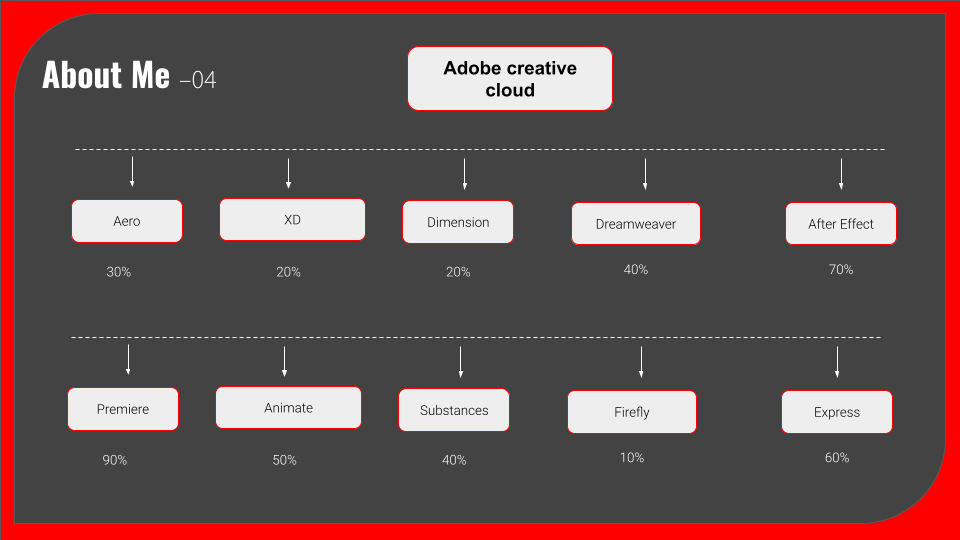 About Me –04
Adobe creative
cloud
Aero
XD
Dimension
Dreamweaver
After Effect
30%
20%
20%
40%
70%
Premiere
Animate
Substances
Firefly
Express
90%
50%
40%
10%
60%